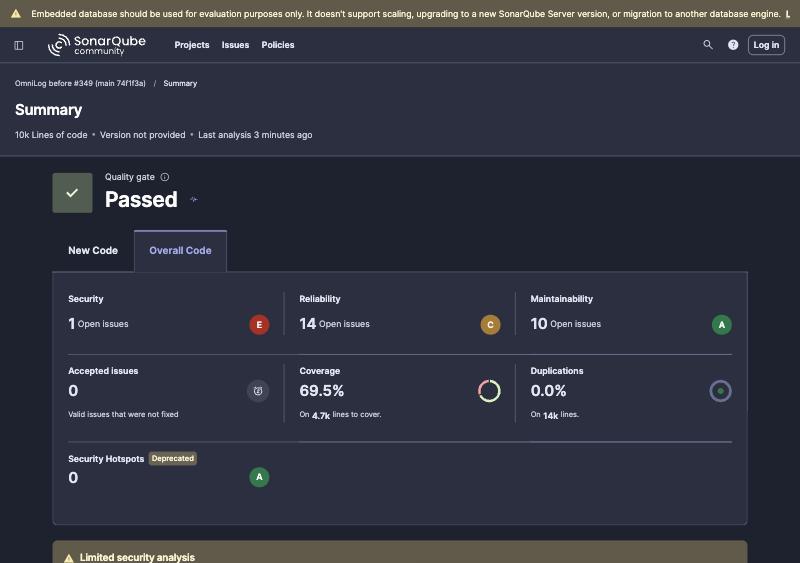 Embedded database should be used for evaluation purposes only. It doesn't support scaling, upgrading to a new SonarQube Server version, or migration to another database engine. L
SonarQube community Projects Issues Policies Log in
OmniLog before #349 (main 74f1f3a) / Summary
Summary
10k Lines of code • Version not provided • Last analysis 3 minutes ago
Quality gate
Passed
New Code Overall Code
Security Reliability Maintainability
1 Open issues E 14 Open issues C 10 Open issues A
Accepted issues Coverage Duplications
0 69.5% 0.0%
Valid issues that were not fixed On 4.7k lines to cover. On 14k lines.
Security Hotspots Deprecated
0 A
Limited security analysis